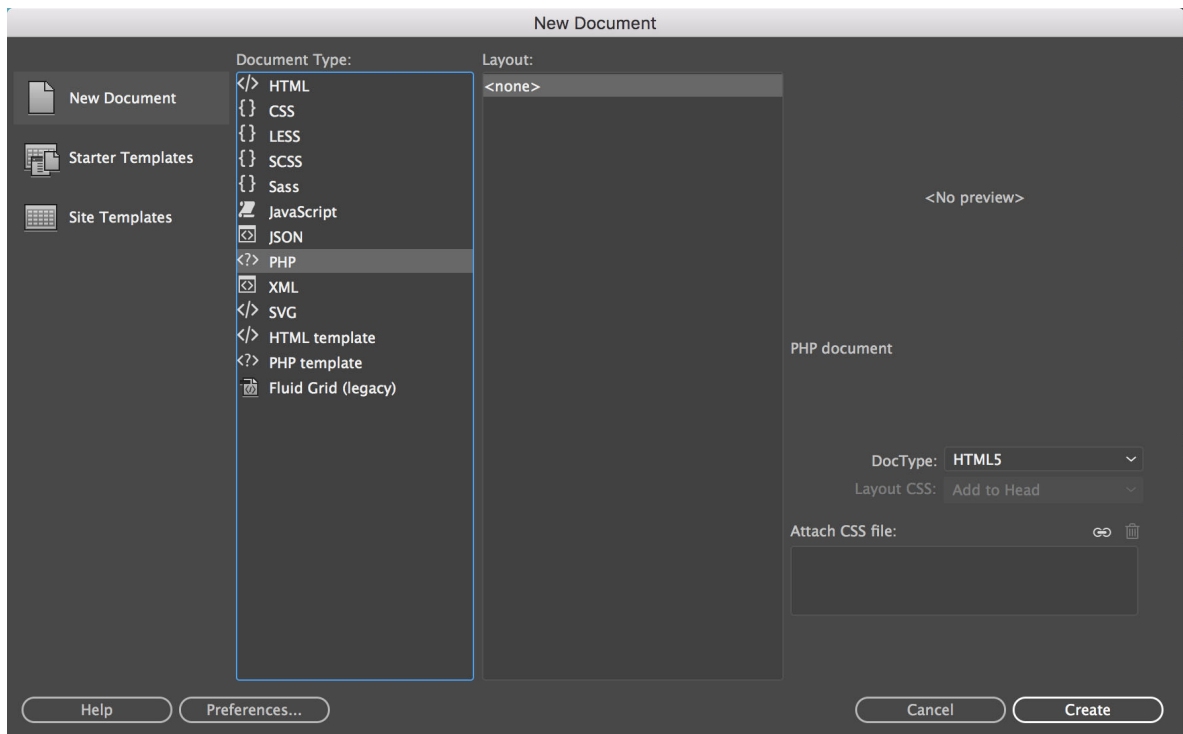 New Document
New Document
Starter Templates
Site Templates
Document Type:
HTML
CSS
LESS
SCSS
Sass
JavaScript
JSON
PHP
XML
SVG
HTML template
PHP template
Fluid Grid (legacy)
Layout:
<none>
<No preview>
PHP document
DocType: HTML5
Layout CSS: Add to Head
Attach CSS file:
Help Preferences... Cancel Create